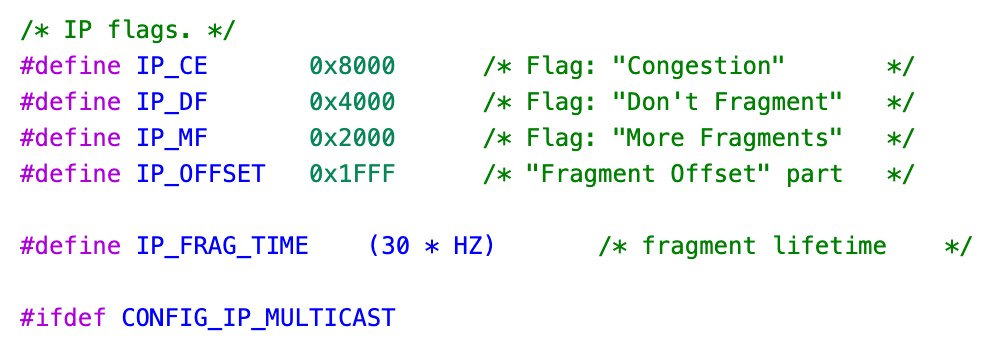 /* IP flags. */
#define IP_CE       0x8000      /* Flag: "Congestion"       */
#define IP_DF       0x4000      /* Flag: "Don't Fragment"   */
#define IP_MF       0x2000      /* Flag: "More Fragments"   */
#define IP_OFFSET   0x1FFF      /* "Fragment Offset" part   */
#define IP_FRAG_TIME    (30 * HZ)       /* fragment lifetime    */
#ifdef CONFIG_IP_MULTICAST